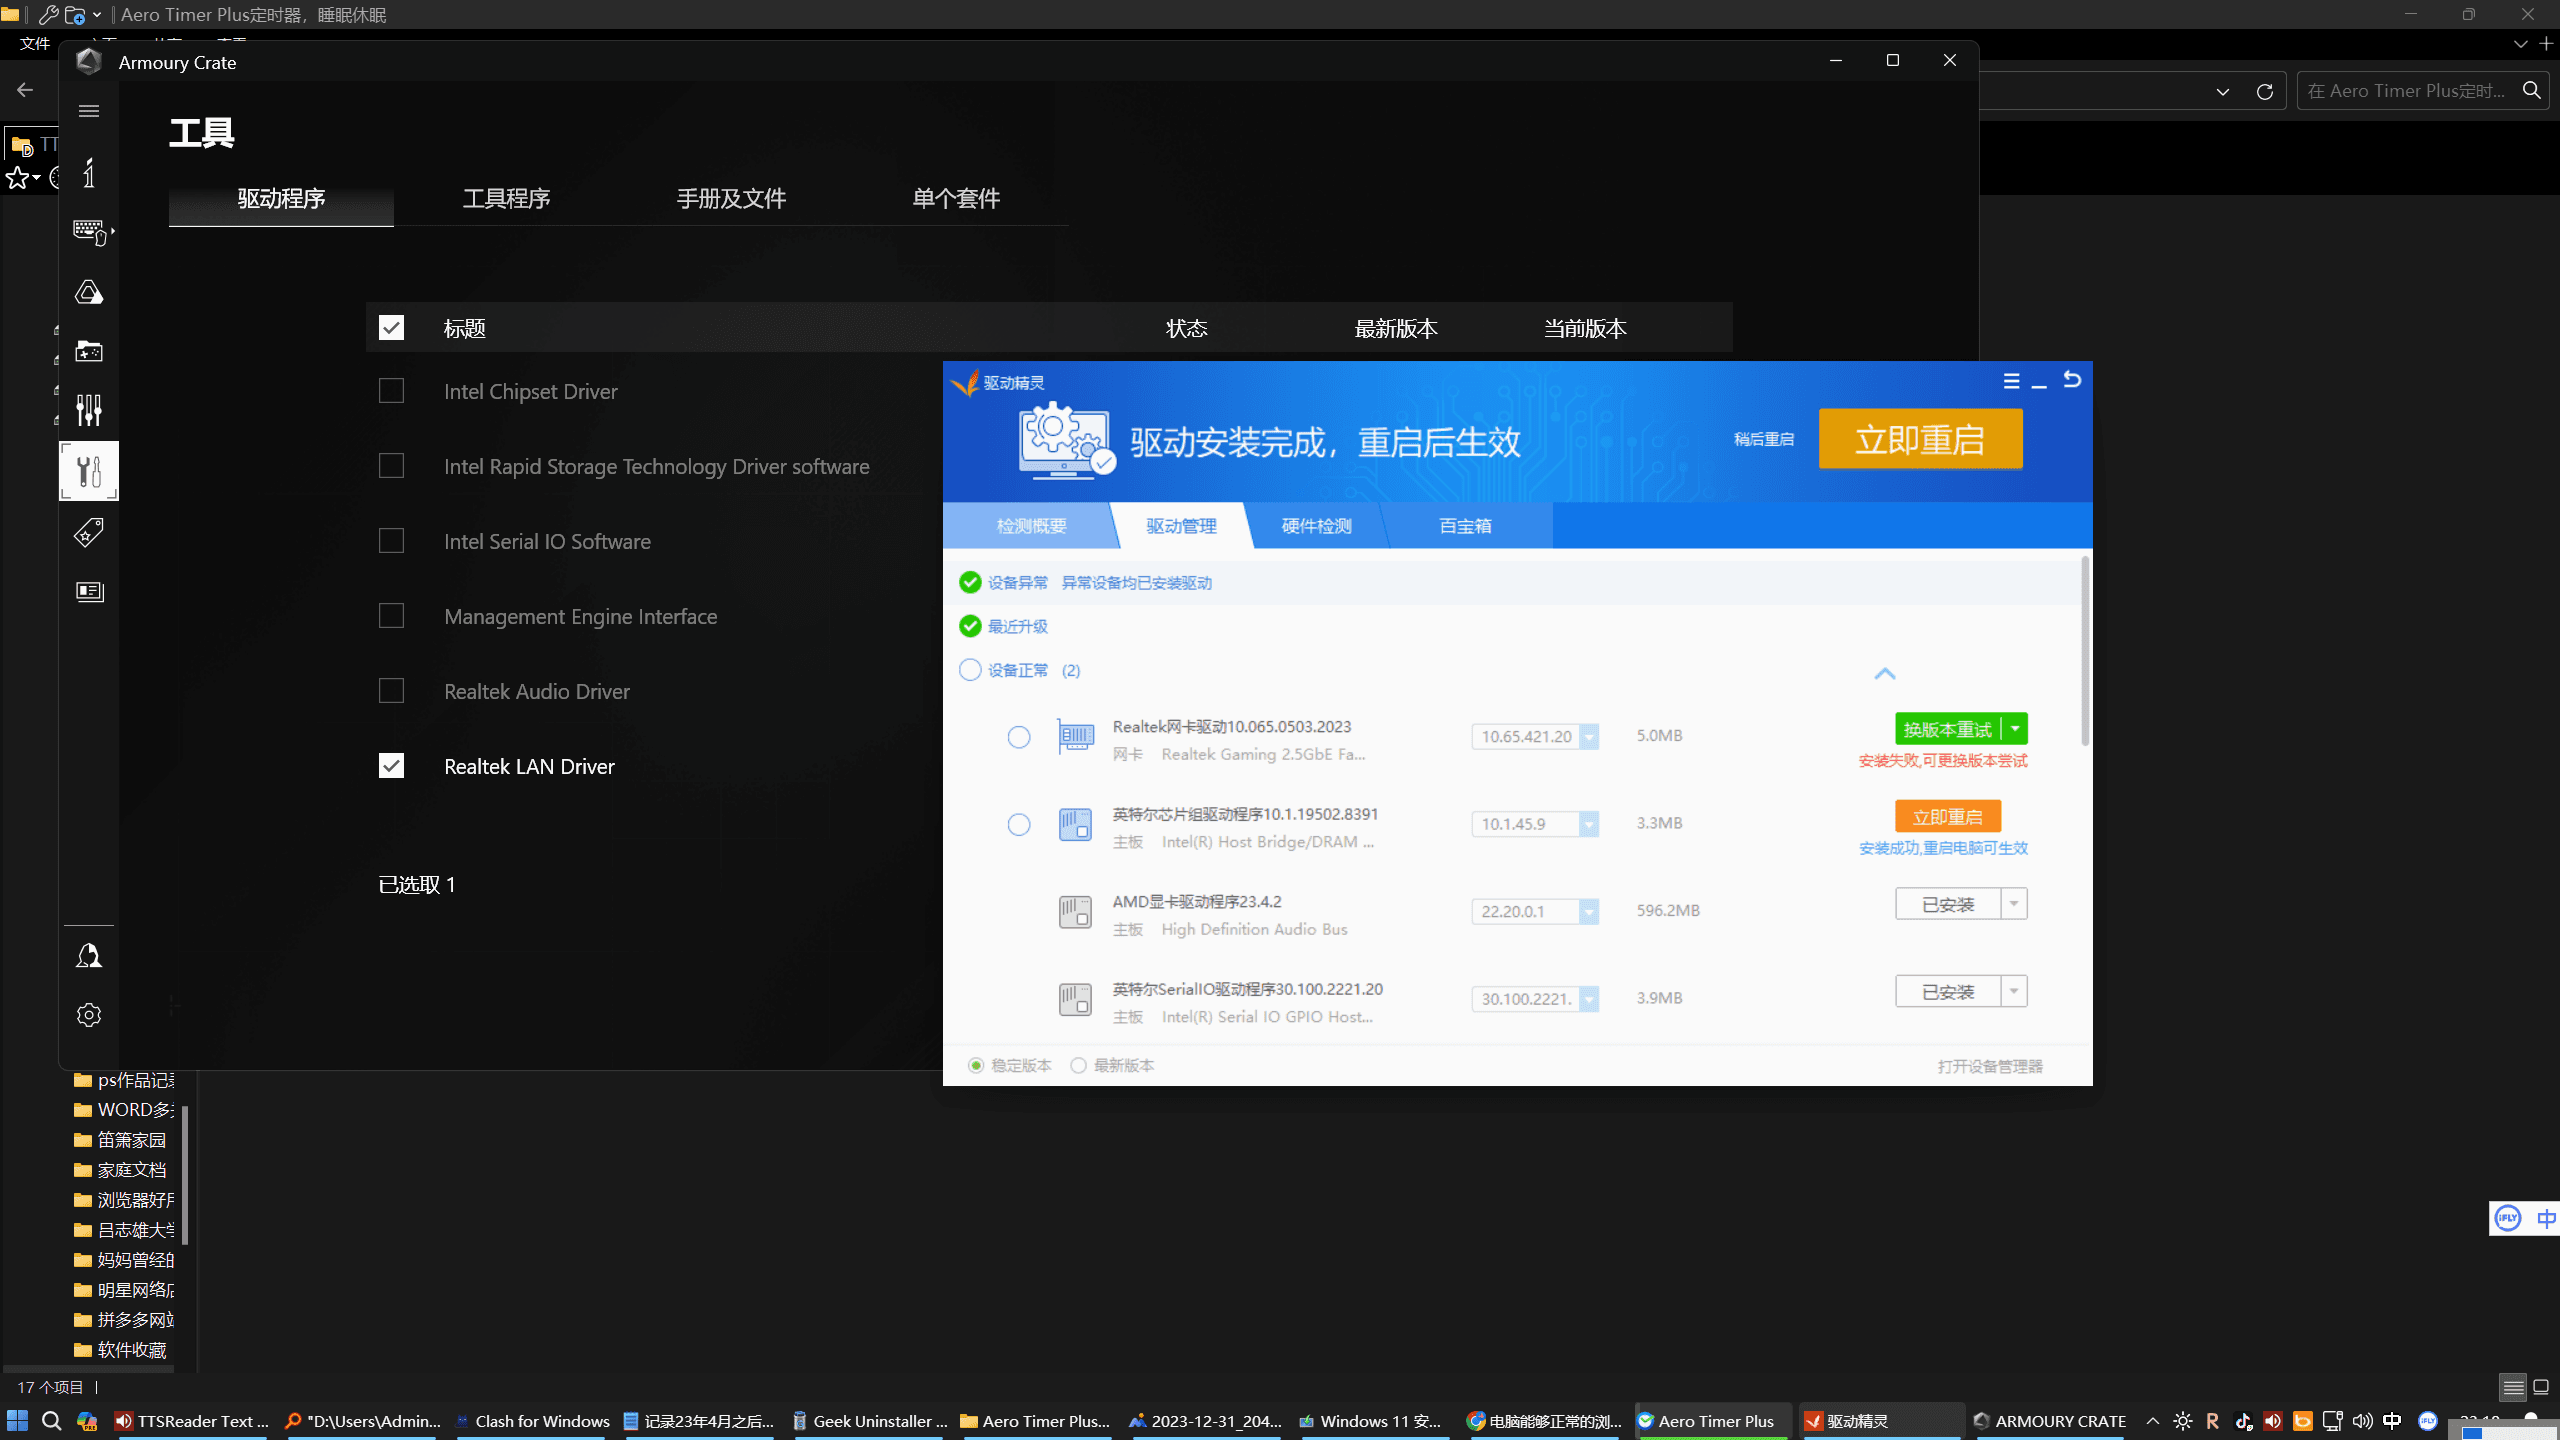 Aero Timer Plus定时器，睡眠休眠
文件
在 Aero Timer Plus定时...
Armoury Crate
工具
驱动程序
工具程序
手册及文件
单个套件
标题
状态
最新版本
当前版本
Intel Chipset Driver
Intel Rapid Storage Technology Driver software
Intel Serial IO Software
Management Engine Interface
Realtek Audio Driver
Realtek LAN Driver
已选取 1
驱动精灵
驱动安装完成，重启后生效
稍后重启
立即重启
检测概要
驱动管理
硬件检测
百宝箱
设备异常 异常设备均已安装驱动
最近升级
设备正常 (2)
Realtek网卡驱动10.065.0503.2023
网卡 Realtek Gaming 2.5GbE Fa...
10.65.421.20
5.0MB
换版本重试
安装失败,可更换版本尝试
英特尔芯片组驱动程序10.1.19502.8391
主板 Intel(R) Host Bridge/DRAM ...
10.1.45.9
3.3MB
立即重启
安装成功,重启电脑可生效
AMD显卡驱动程序23.4.2
主板 High Definition Audio Bus
22.20.0.1
596.2MB
已安装
英特尔SerialIO驱动程序30.100.2221.20
主板 Intel(R) Serial IO GPIO Host...
30.100.2221.
3.9MB
已安装
稳定版本
最新版本
打开设备管理器
TT
ps作品记录
WORD多
笛箫家园
家庭文档
浏览器好用
吕志雄大学
妈妈曾经的
明星网络店
拼多多网站
软件收藏
17 个项目
iFLY 中
TTSReader Text ...
"D:\Users\Admin...
Clash for Windows
记录23年4月之后...
Geek Uninstaller ...
Aero Timer Plus...
2023-12-31_204...
Windows 11 安...
电脑能够正常的浏...
Aero Timer Plus
驱动精灵
ARMOURY CRATE
中